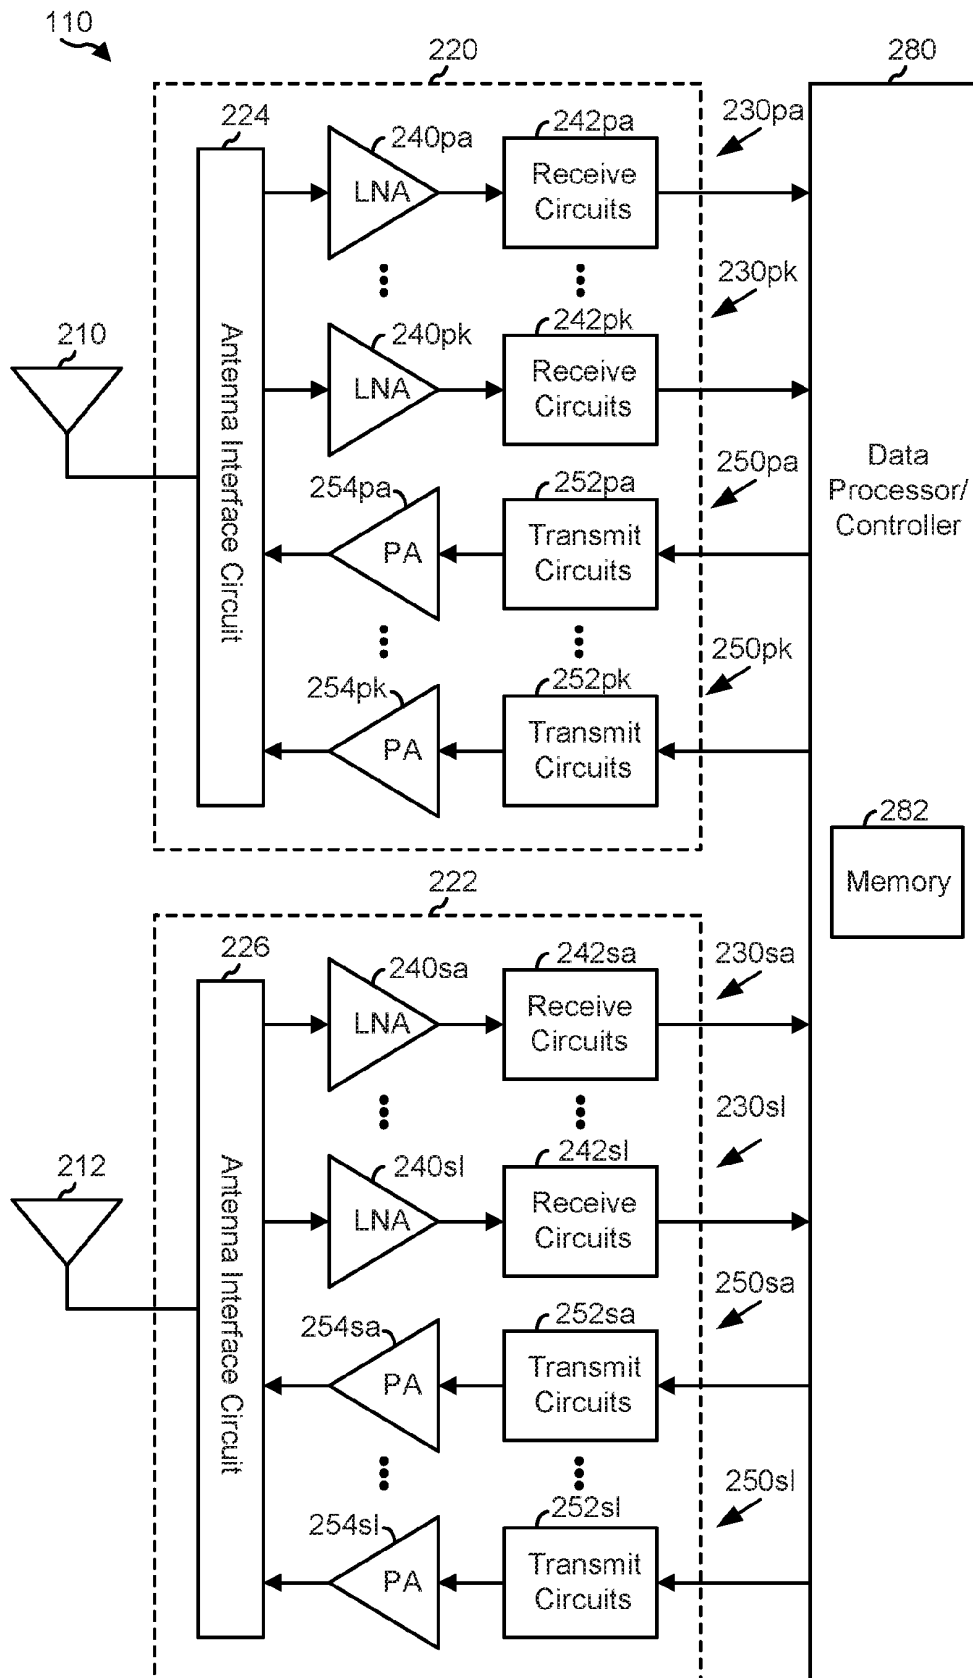 110
220
280
224
240pa
242pa
230pa
LNA
Receive
Circuits
230pk
210
240pk
242pk
LNA
Receive
Circuits
Antenna Interface Circuit
250pa
254pa
252pa
Data
Processor/
Controller
PA
Transmit
Circuits
250pk
254pk
252pk
PA
Transmit
Circuits
282
Memory
222
226
240sa
242sa
230sa
LNA
Receive
Circuits
230sl
212
240sl
242sl
LNA
Receive
Circuits
Antenna Interface Circuit
250sa
254sa
252sa
PA
Transmit
Circuits
250sl
254sl
252sl
PA
Transmit
Circuits